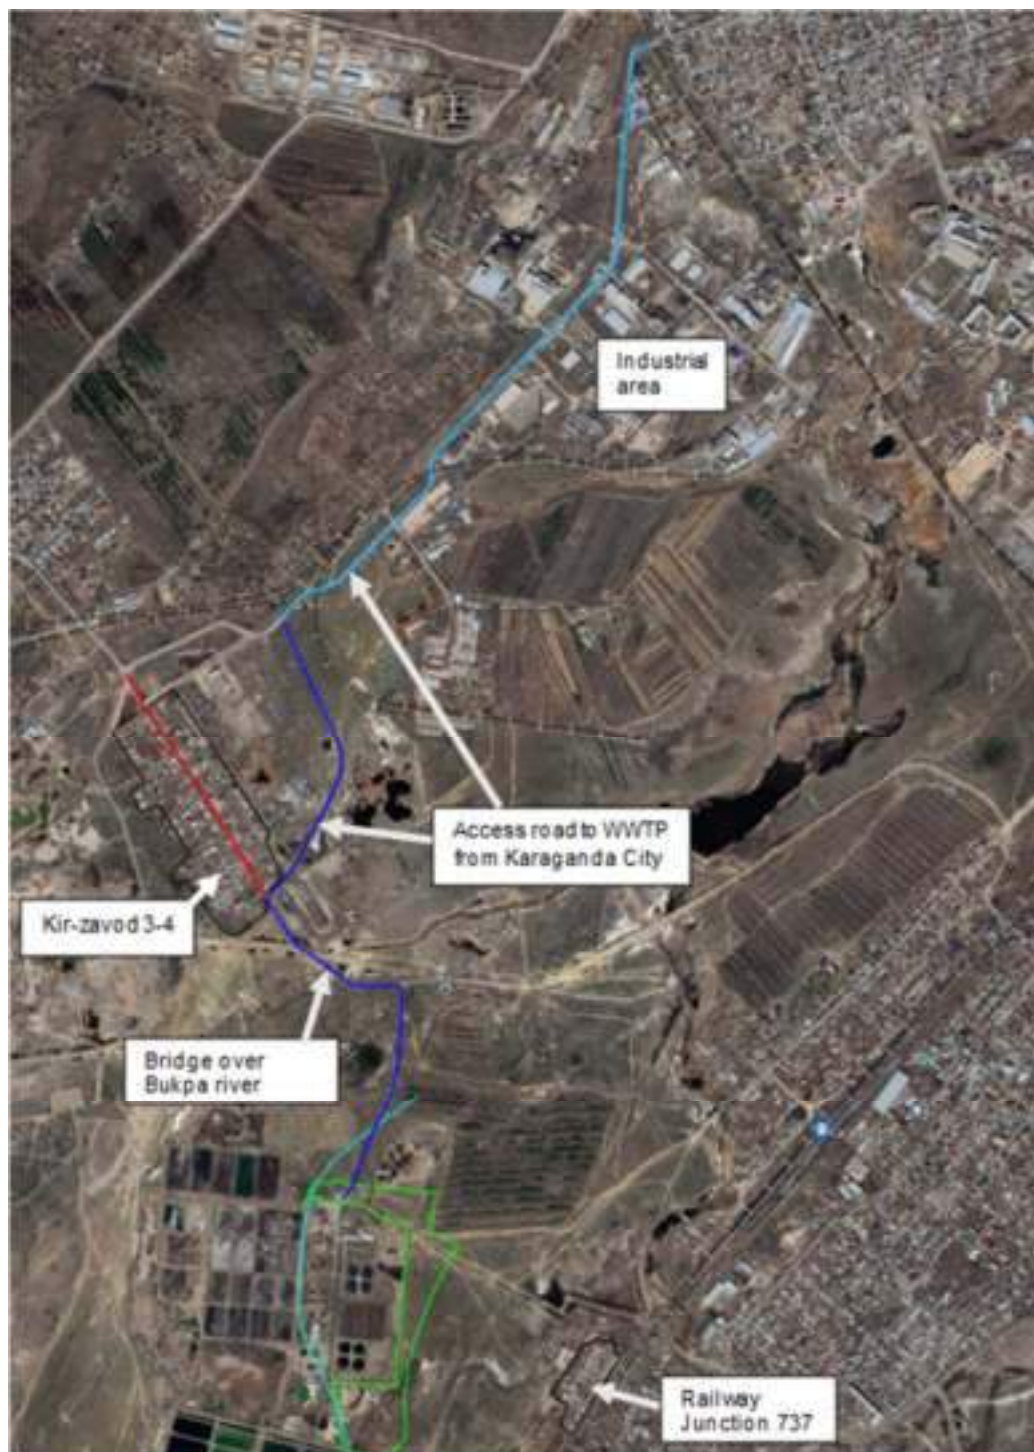 Industrial
area
Access road to WWTP
from Karaganda City
Kir-zavod 3-4
Bridge over
Bukpa river
Railway
Junction 737